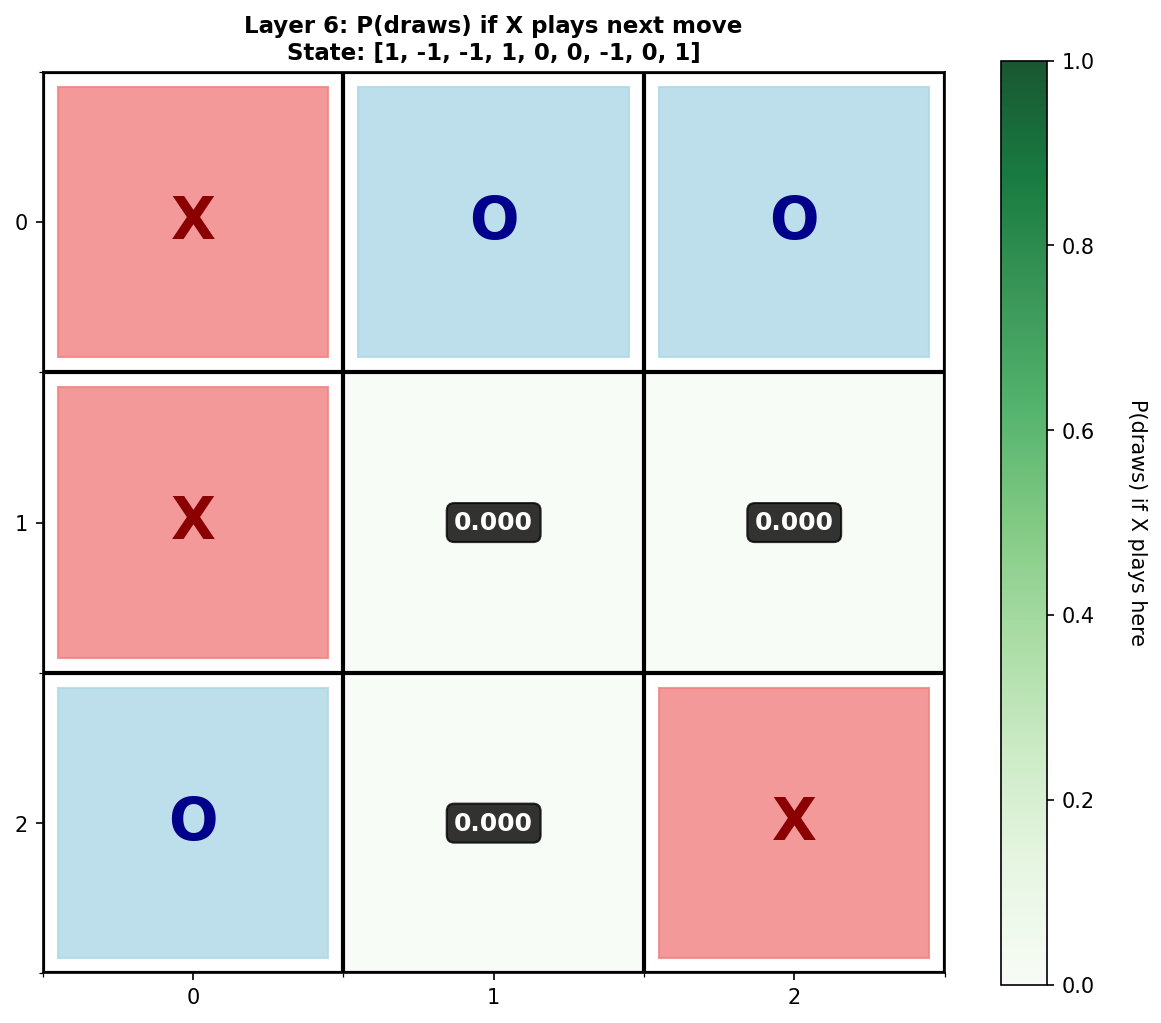 Layer 6: P(draws) if X plays next move
State: [1, -1, -1, 1, 0, 0, -1, 0, 1]
0
X
O
O
1
X
0.000
0.000
2
O
0.000
X
0
1
2
1.0
0.8
0.6
0.4
0.2
0.0
P(draws) if X plays here